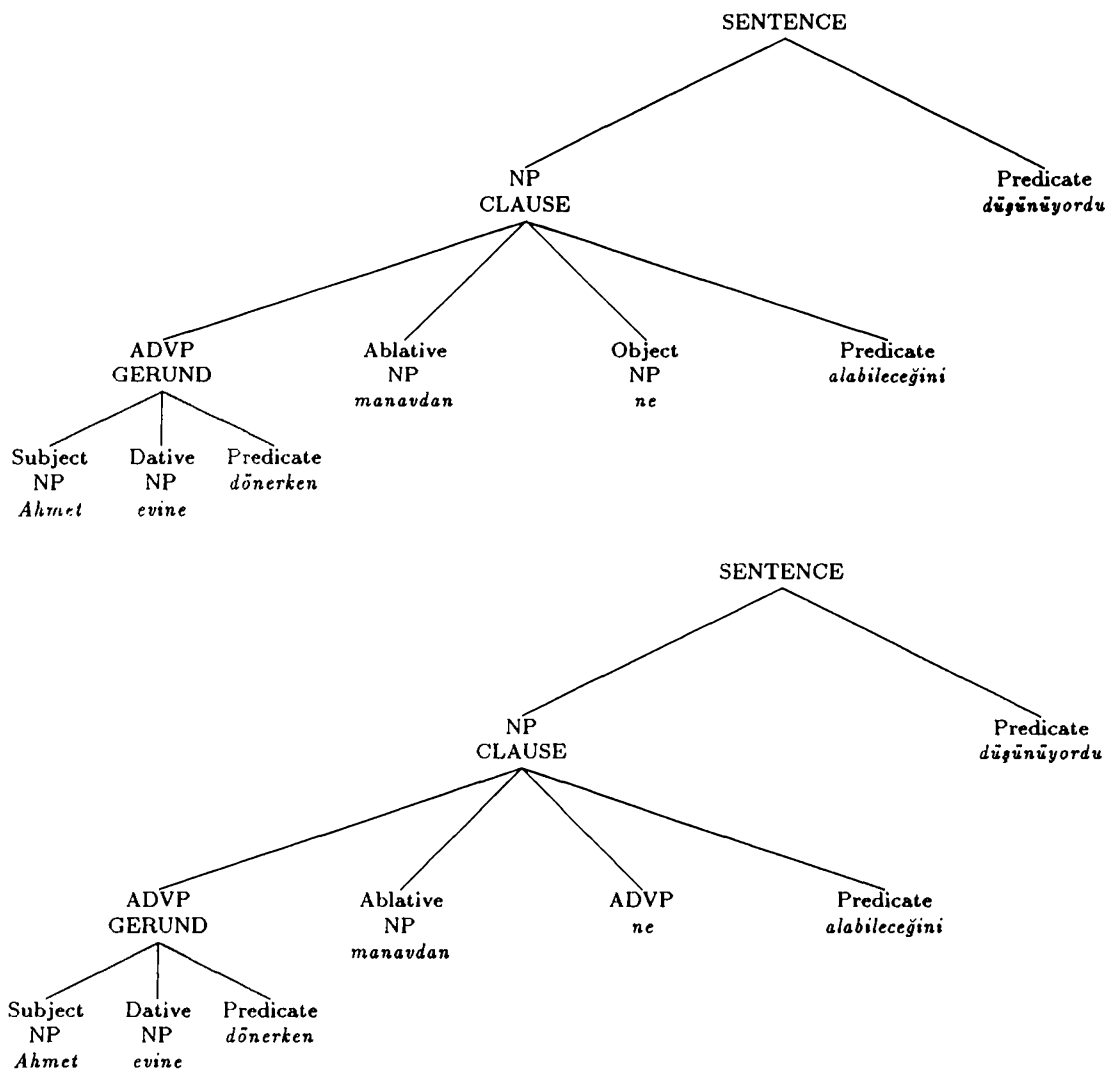 SENTENCE
NP
CLAUSE
Predicate
düşünüyordu
ADVP
GERUND
Ablative
NP
manavdan
Object
NP
ne
Predicate
alabileceğini
Subject
NP
Ahmet
Dative
NP
evine
Predicate
dönerken
SENTENCE
NP
CLAUSE
Predicate
düşünüyordu
ADVP
GERUND
Ablative
NP
manavdan
ADVP
ne
Predicate
alabileceğini
Subject
NP
Ahmet
Dative
NP
evine
Predicate
dönerken